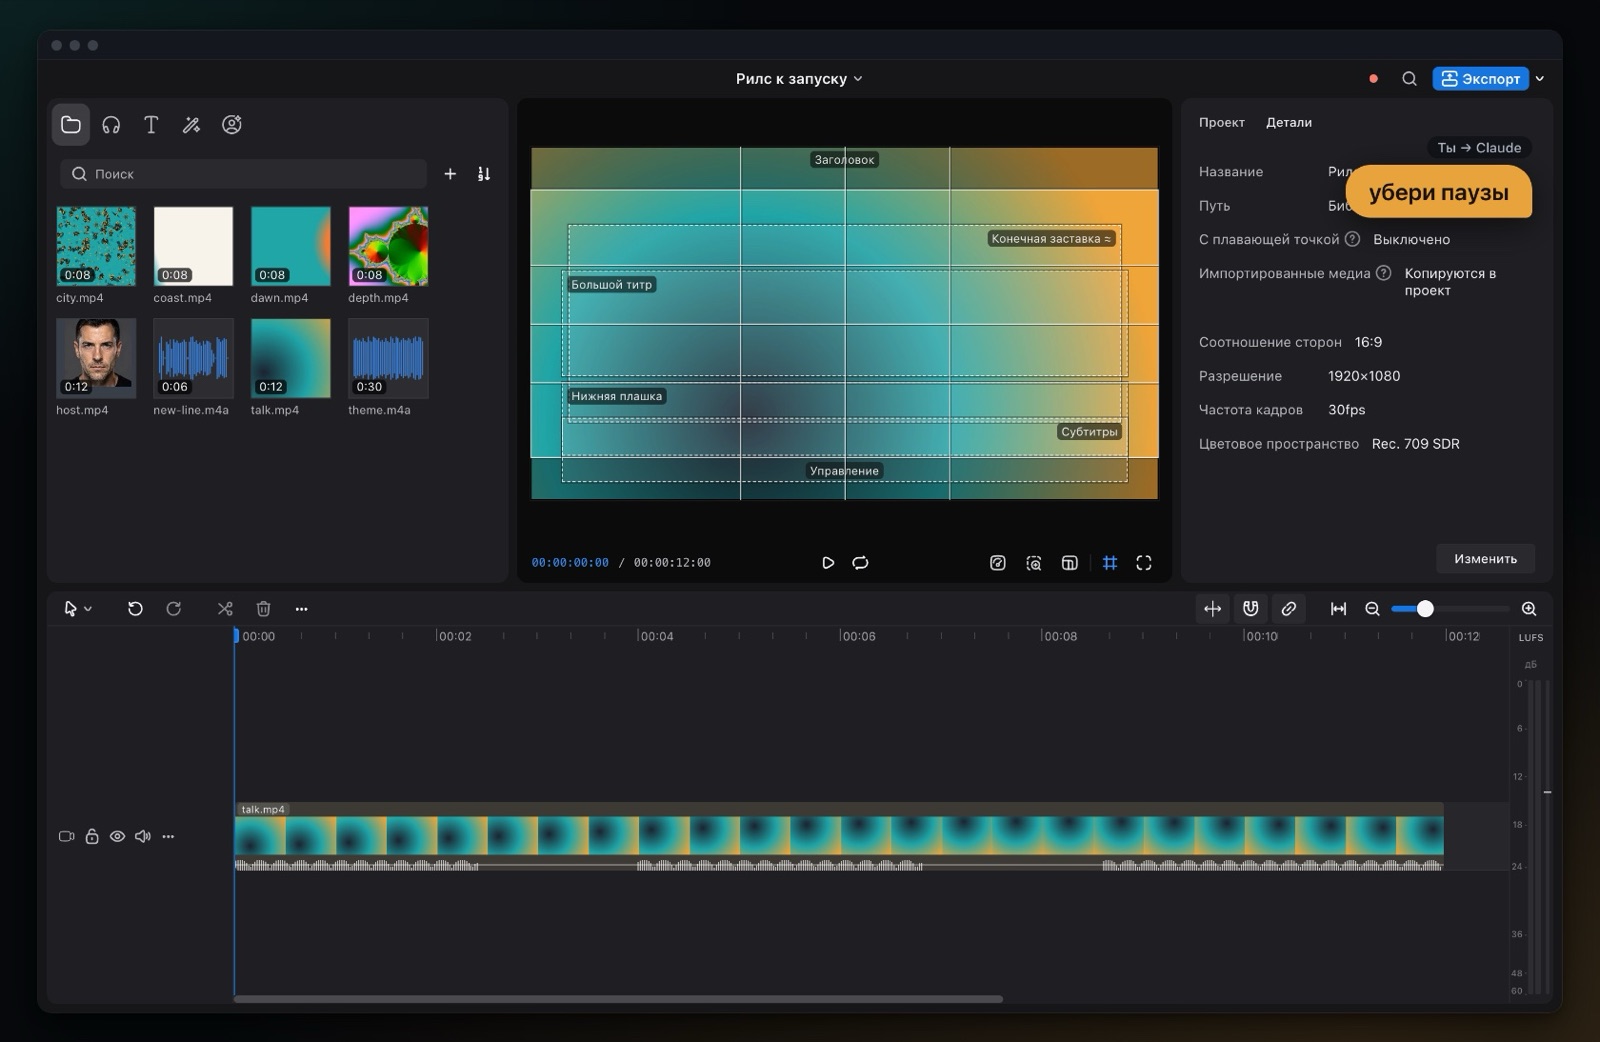 Рилс к запуску
Экспорт
Поиск
0:08
0:08
0:08
0:08
city.mp4
coast.mp4
dawn.mp4
depth.mp4
0:12
0:06
0:12
0:30
host.mp4
new-line.m4a
talk.mp4
theme.m4a
Заголовок
Конечная заставка ≈
Большой титр
Нижняя плашка
Субтитры
Управление
00:00:00:00 / 00:00:12:00
Проект Детали
Ты → Claude
убери паузы
Название
Путь
С плавающей точкой ? Выключено
Импортированные медиа ? Копируются в
проект
Соотношение сторон 16:9
Разрешение 1920×1080
Частота кадров 30fps
Цветовое пространство Rec. 709 SDR
Изменить
00:00 00:02 00:04 00:06 00:08 00:10 00:12
LUFS
дБ
0
6
12
18
24
36
48
60
talk.mp4